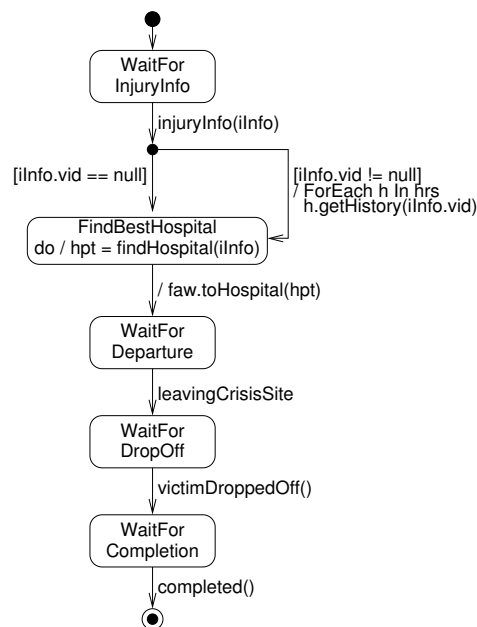 WaitFor
InjuryInfo
injuryInfo(iInfo)
[iInfo.vid == null]
[iInfo.vid != null]
/ ForEach h In hrs
h.getHistory(iInfo.vid)
FindBestHospital
do / hpt = findHospital(iInfo)
/ faw.toHospital(hpt)
WaitFor
Departure
leavingCrisisSite
WaitFor
DropOff
victimDroppedOff()
WaitFor
Completion
completed()